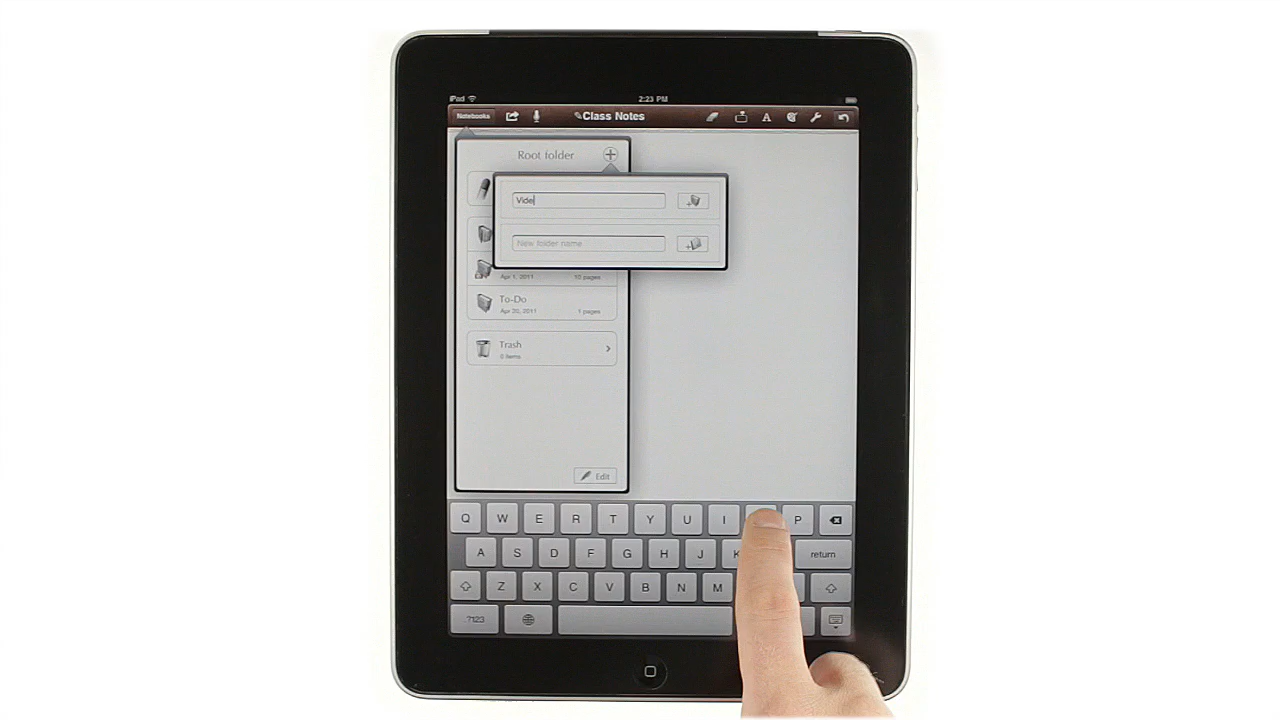 iPad 2:23 PM
Notebooks Class Notes A
Root folder
Vide
New folder name
Apr 1, 2011 10 pages
To-Do
Apr 20, 2011 1 pages
Trash
0 items
Edit
Q W E R T Y U I P
A S D F G H J K return
Z X C V B N M
.?123